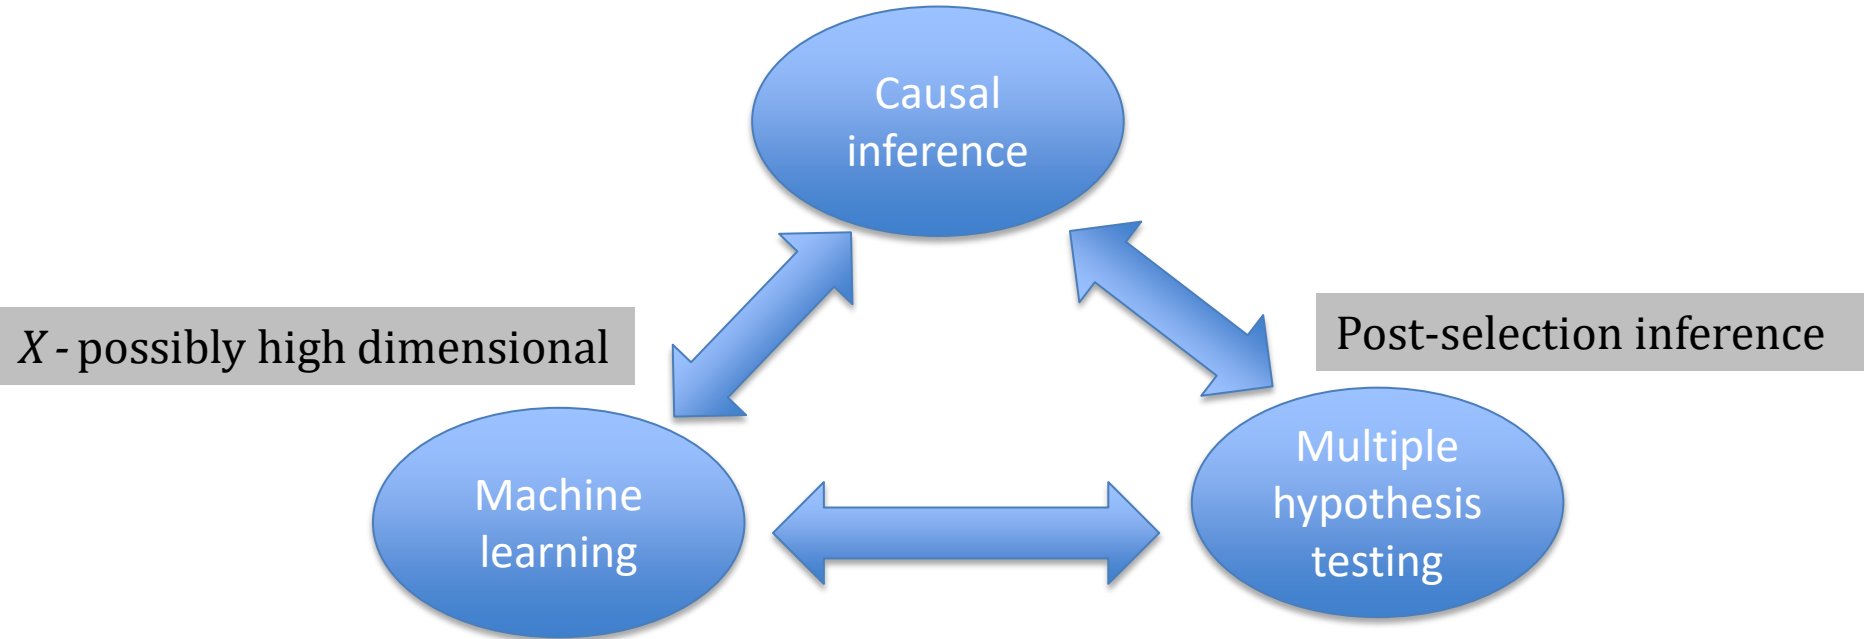 Causal
inference
X - possibly high dimensional
Post-selection inference
Machine
learning
Multiple
hypothesis
testing